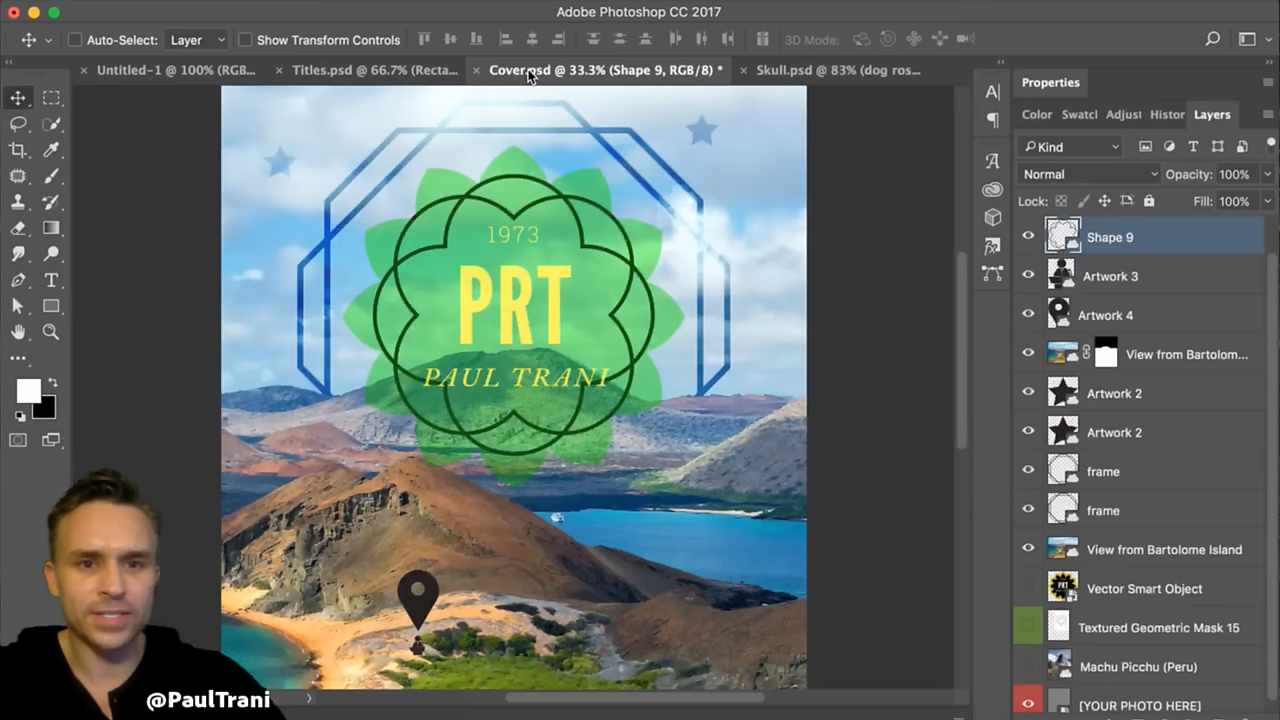 Adobe Photoshop CC 2017
Auto-Select: Layer Show Transform Controls 3D Mode:
Untitled-1 @ 100% (RGB... Titles.psd @ 66.7% (Recta... Cover.psd @ 33.3% (Shape 9, RGB/8) * Skull.psd @ 83% (dog ros...
Properties
Color Swatcl Adjus Histor Layers
Kind
Normal Opacity: 100%
Lock: Fill: 100%
Shape 9
Artwork 3
Artwork 4
View from Bartolom...
Artwork 2
Artwork 2
frame
frame
View from Bartolome Island
Vector Smart Object
Textured Geometric Mask 15
Machu Picchu (Peru)
[YOUR PHOTO HERE]
1973
PRT
PAUL TRANI
PRT
@PaulTrani